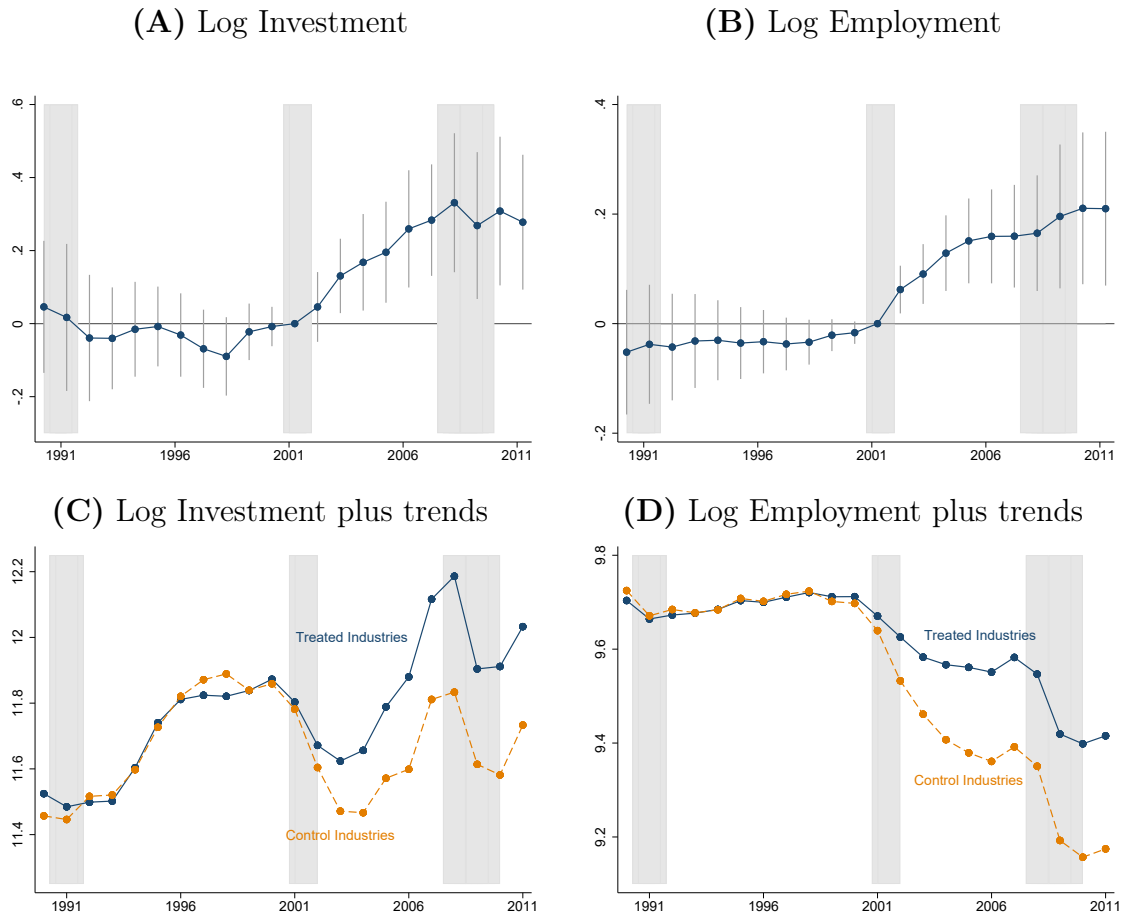 (A) Log Investment
(B) Log Employment
.6
.4
.2
0
-.2
1991 1996 2001 2006 2011
.4
.2
0
-.2
1991 1996 2001 2006 2011
(C) Log Investment plus trends
(D) Log Employment plus trends
12.2
12
11.8
11.6
11.4
Treated Industries
Control Industries
1991 1996 2001 2006 2011
9.8
9.6
9.4
9.2
Treated Industries
Control Industries
1991 1996 2001 2006 2011